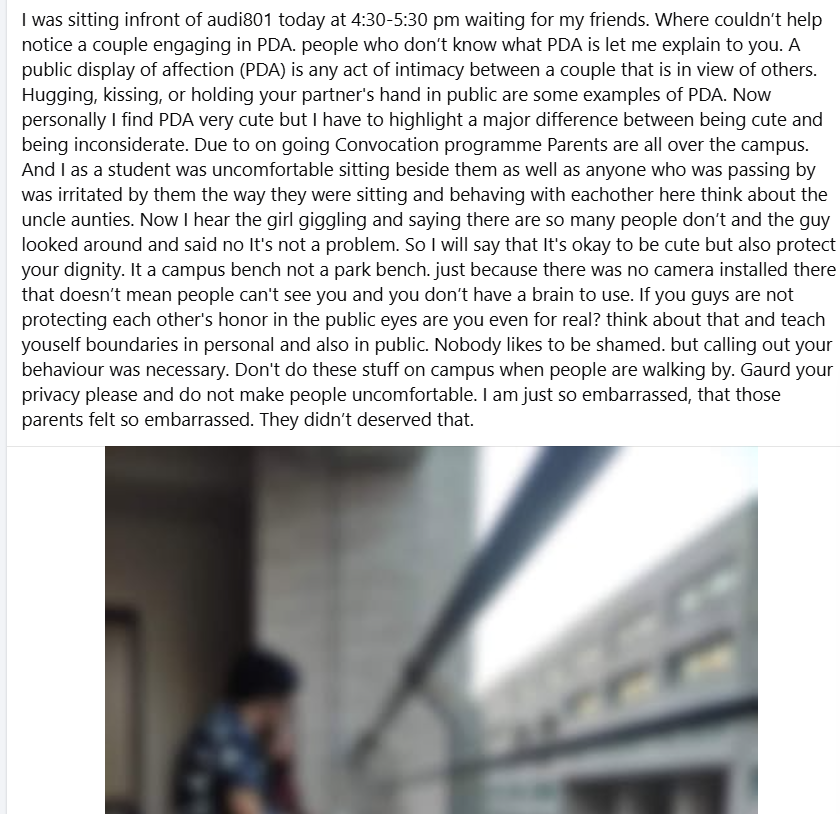 I was sitting infront of audi801 today at 4:30-5:30 pm waiting for my friends. Where couldn’t help
notice a couple engaging in PDA. people who don’t know what PDA is let me explain to you. A
public display of affection (PDA) is any act of intimacy between a couple that is in view of others.
Hugging, kissing, or holding your partner's hand in public are some examples of PDA. Now
personally I find PDA very cute but I have to highlight a major difference between being cute and
being inconsiderate. Due to on going Convocation programme Parents are all over the campus.
And I as a student was uncomfortable sitting beside them as well as anyone who was passing by
was irritated by them the way they were sitting and behaving with eachother here think about the
uncle aunties. Now I hear the girl giggling and saying there are so many people don’t and the guy
looked around and said no It's not a problem. So I will say that It's okay to be cute but also protect
your dignity. It a campus bench not a park bench. just because there was no camera installed there
that doesn’t mean people can't see you and you don’t have a brain to use. If you guys are not
protecting each other's honor in the public eyes are you even for real? think about that and teach
youself boundaries in personal and also in public. Nobody likes to be shamed. but calling out your
behaviour was necessary. Don't do these stuff on campus when people are walking by. Gaurd your
privacy please and do not make people uncomfortable. I am just so embarrassed, that those
parents felt so embarrassed. They didn’t deserved that.